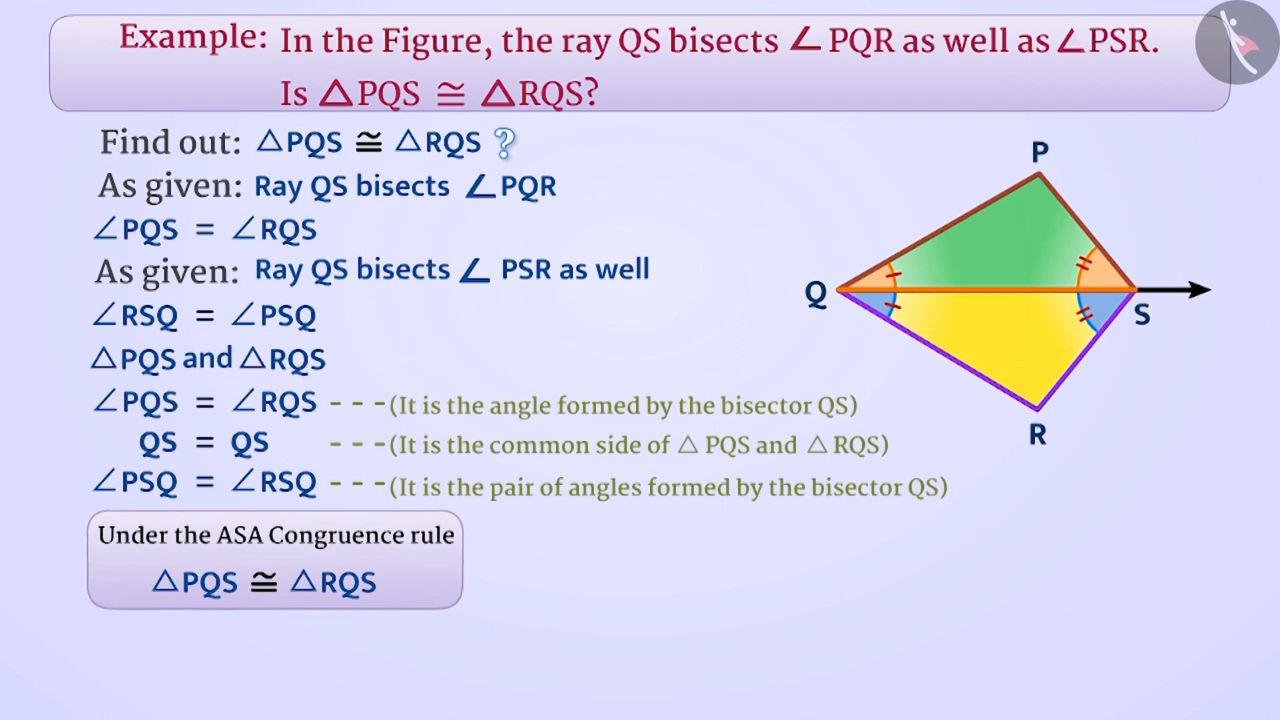 Example: In the Figure, the ray QS bisects ∠PQR as well as ∠PSR.
Is △PQS ≅ △RQS?
Find out: △PQS ≅ △RQS ?
As given: Ray QS bisects ∠PQR
∠PQS = ∠RQS
As given: Ray QS bisects ∠ PSR as well
∠RSQ = ∠PSQ
△PQS and △RQS
∠PQS = ∠RQS - - -(It is the angle formed by the bisector QS)
QS = QS - - -(It is the common side of △ PQS and △ RQS)
∠PSQ = ∠RSQ - - -(It is the pair of angles formed by the bisector QS)
Under the ASA Congruence rule
△PQS ≅ △RQS
P
Q
S
R